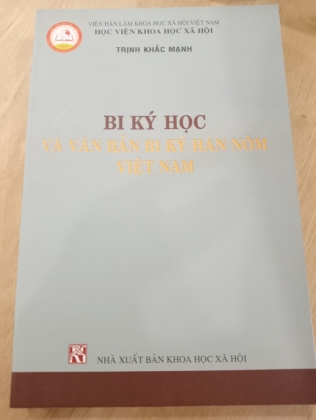 VIỆN HÀN LÂM KHOA HỌC XÃ HỘI VIỆT NAM
HỌC VIỆN KHOA HỌC XÃ HỘI
TRỊNH KHẮC MẠNH
BI KÝ HỌC
VÀ VĂN BẢN BI KÝ HÁN NÔM
VIỆT NAM
NHÀ XUẤT BẢN KHOA HỌC XÃ HỘI